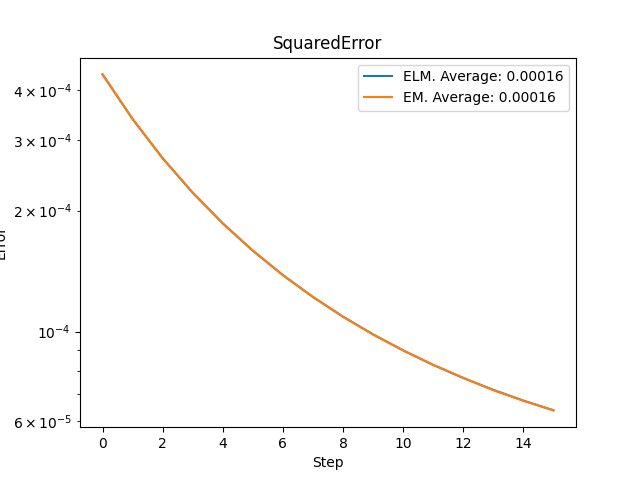 SquaredError
ELM. Average: 0.00016
EM. Average: 0.00016
4 × 10⁻⁴
3 × 10⁻⁴
2 × 10⁻⁴
10⁻⁴
6 × 10⁻⁵
Error
0 2 4 6 8 10 12 14
Step